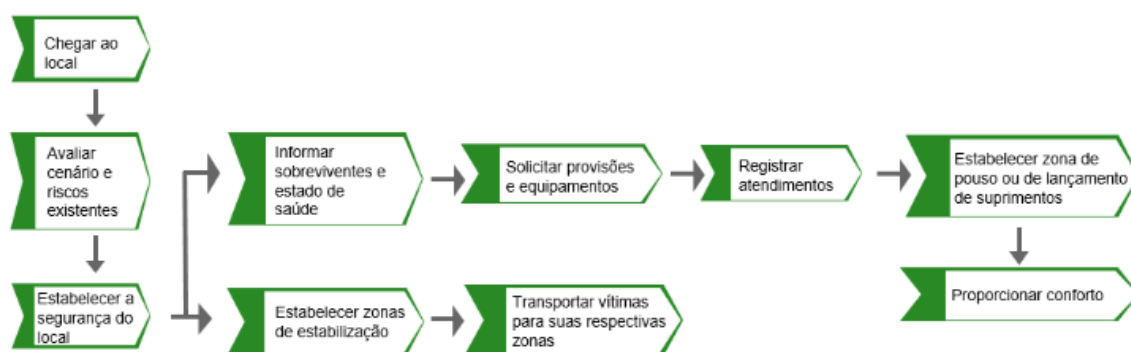 Chegar ao
local
Avaliar
cenário e
riscos
existentes
Estabelecer a
segurança do
local
Informar
sobreviventes e
estado de
saúde
Solicitar provisões
e equipamentos
Registrar
atendimentos
Estabelecer zona de
pouso ou de lançamento
de suprimentos
Proporcionar conforto
Estabelecer zonas
de estabilização
Transportar vítimas
para suas respectivas
zonas